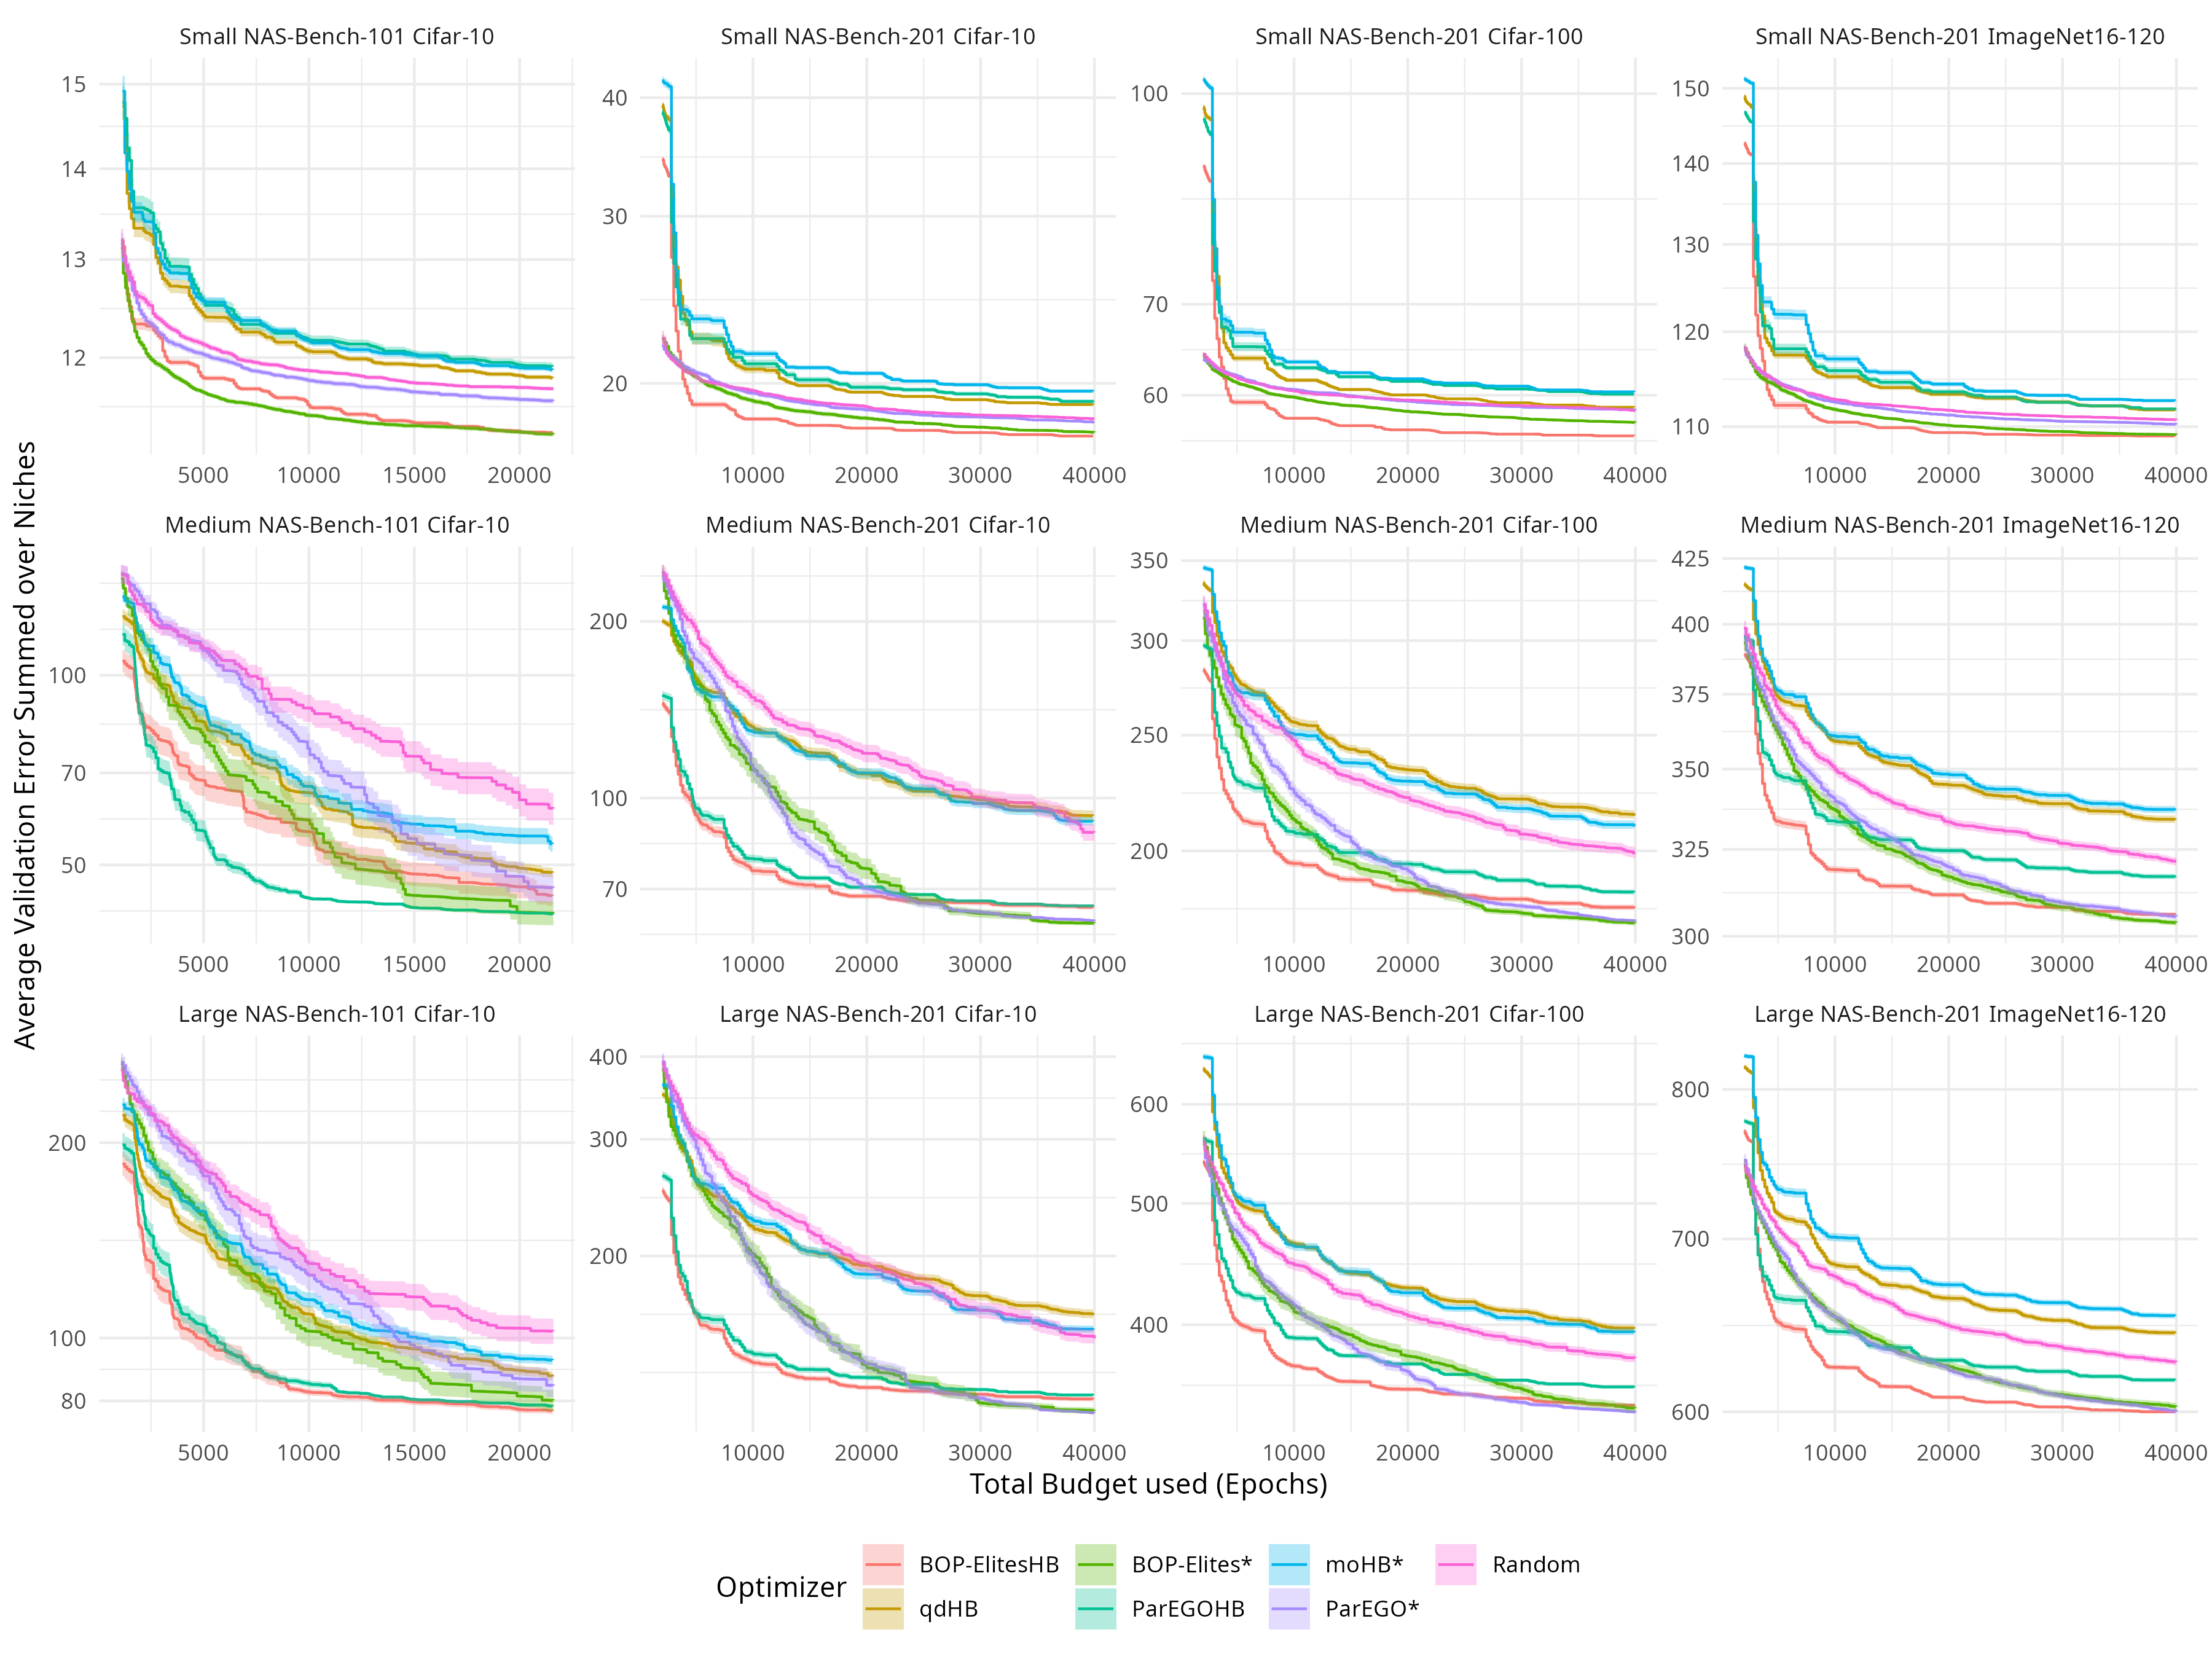 Small NAS-Bench-101 Cifar-10
Small NAS-Bench-201 Cifar-10
Small NAS-Bench-201 Cifar-100
Small NAS-Bench-201 ImageNet16-120
15
14
13
12
5000 10000 15000 20000
40
30
20
10000 20000 30000 40000
100
70
60
10000 20000 30000 40000
150
140
130
120
110
10000 20000 30000 40000
Average Validation Error Summed over Niches
Medium NAS-Bench-101 Cifar-10
Medium NAS-Bench-201 Cifar-10
Medium NAS-Bench-201 Cifar-100
Medium NAS-Bench-201 ImageNet16-120
100
70
50
5000 10000 15000 20000
200
100
70
10000 20000 30000 40000
350
300
250
200
10000 20000 30000 40000
425
400
375
350
325
300
10000 20000 30000 40000
Large NAS-Bench-101 Cifar-10
Large NAS-Bench-201 Cifar-10
Large NAS-Bench-201 Cifar-100
Large NAS-Bench-201 ImageNet16-120
200
100
80
5000 10000 15000 20000
400
300
200
10000 20000 30000 40000
600
500
400
10000 20000 30000 40000
800
700
600
10000 20000 30000 40000
Total Budget used (Epochs)
Optimizer
BOP-ElitesHB BOP-Elites* moHB* Random
qdHB ParEGOHB ParEGO*